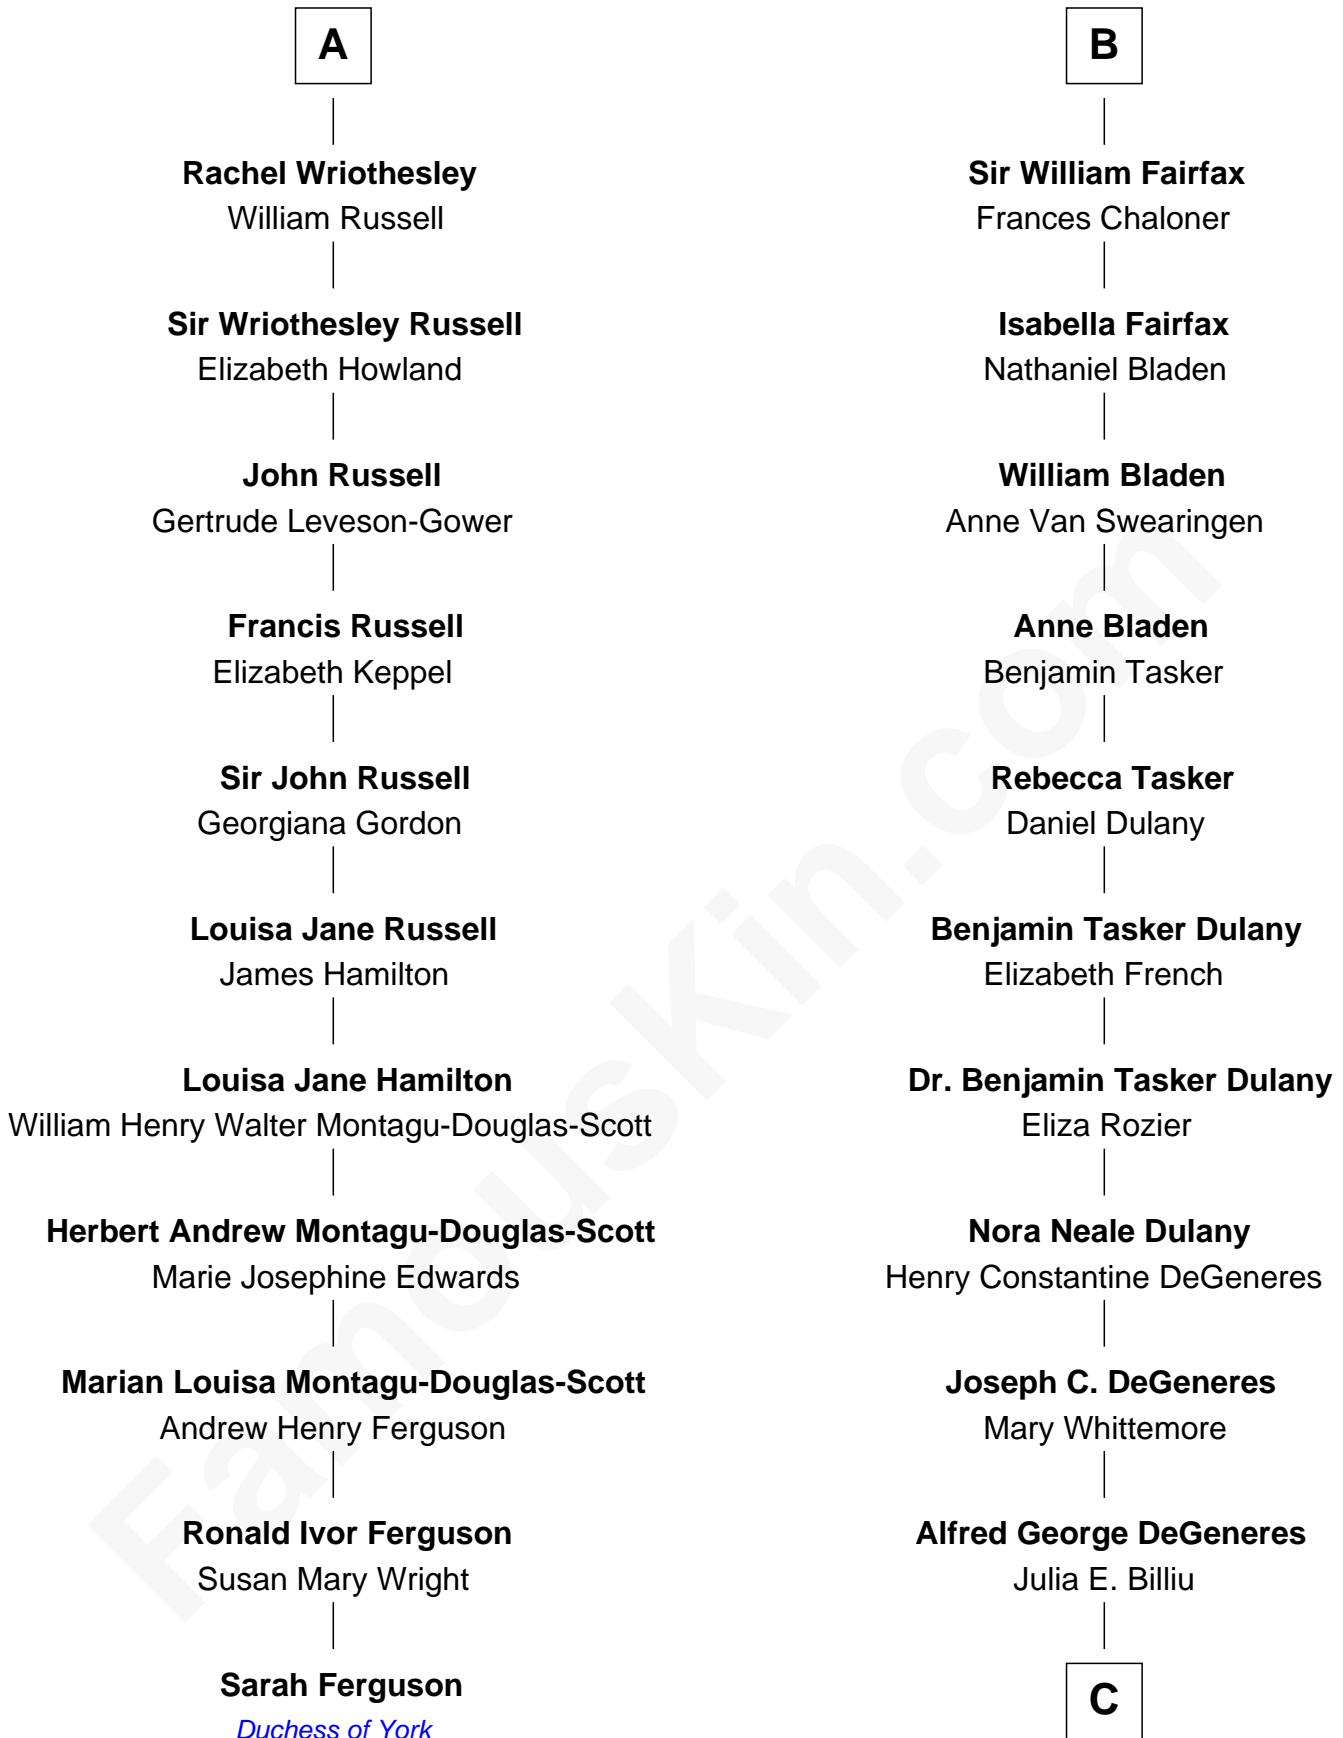 A
Rachel Wriothesley
William Russell
Sir Wriothesley Russell
Elizabeth Howland
John Russell
Gertrude Leveson-Gower
Francis Russell
Elizabeth Keppel
Sir John Russell
Georgiana Gordon
Louisa Jane Russell
James Hamilton
Louisa Jane Hamilton
William Henry Walter Montagu-Douglas-Scott
Herbert Andrew Montagu-Douglas-Scott
Marie Josephine Edwards
Marian Louisa Montagu-Douglas-Scott
Andrew Henry Ferguson
Ronald Ivor Ferguson
Susan Mary Wright
Sarah Ferguson
Duchess of York
B
Sir William Fairfax
Frances Chaloner
Isabella Fairfax
Nathaniel Bladen
William Bladen
Anne Van Swearingen
Anne Bladen
Benjamin Tasker
Rebecca Tasker
Daniel Dulany
Benjamin Tasker Dulany
Elizabeth French
Dr. Benjamin Tasker Dulany
Eliza Rozier
Nora Neale Dulany
Henry Constantine DeGeneres
Joseph C. DeGeneres
Mary Whittemore
Alfred George DeGeneres
Julia E. Billiu
C
FamousKin.com